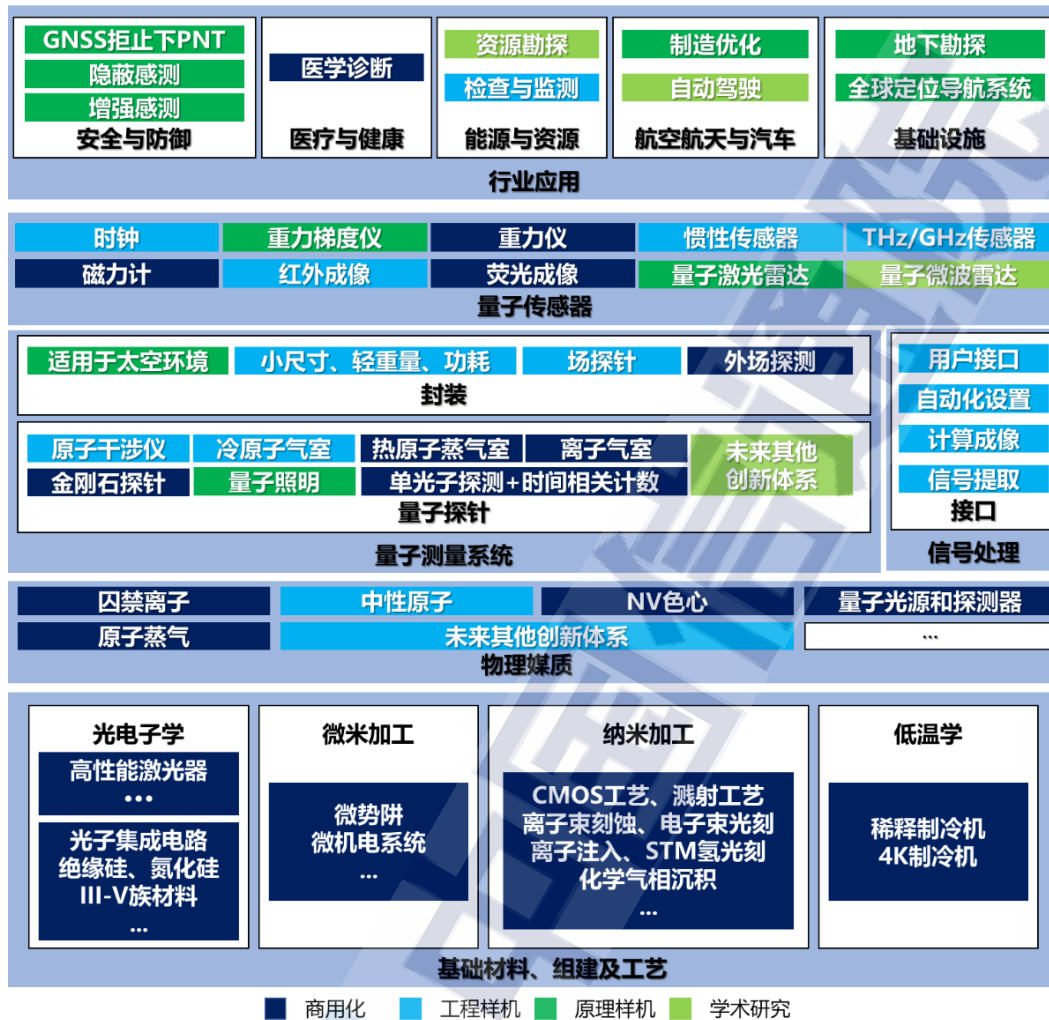 GNSS拒止下PNT
隐蔽感测
增强感测
安全与防御
医学诊断
医疗与健康
资源勘探
检查与监测
能源与资源
制造优化
自动驾驶
航空航天与汽车
地下勘探
全球定位导航系统
基础设施
行业应用
时钟
重力梯度仪
重力仪
惯性传感器
THz/GHz传感器
磁力计
红外成像
荧光成像
量子激光雷达
量子微波雷达
量子传感器
适用于太空环境
小尺寸、轻重量、功耗
场探针
外场探测
封装
原子干涉仪
冷原子气室
热原子蒸气室
离子气室
未来其他
创新体系
金刚石探针
量子照明
单光子探测+时间相关计数
量子探针
量子测量系统
用户接口
自动化设置
计算成像
信号提取
接口
信号处理
囚禁离子
中性原子
NV色心
量子光源和探测器
原子蒸气
未来其他创新体系
...
物理媒质
光电子学
高性能激光器
•••
光子集成电路
绝缘硅、氮化硅
III-V族材料
...
微米加工
微势阱
微机电系统
...
纳米加工
CMOS工艺、溅射工艺
离子束刻蚀、电子束光刻
离子注入、STM氢光刻
化学气相沉积
...
低温学
稀释制冷机
4K制冷机
基础材料、组建及工艺
商用化
工程样机
原理样机
学术研究
中国信通院